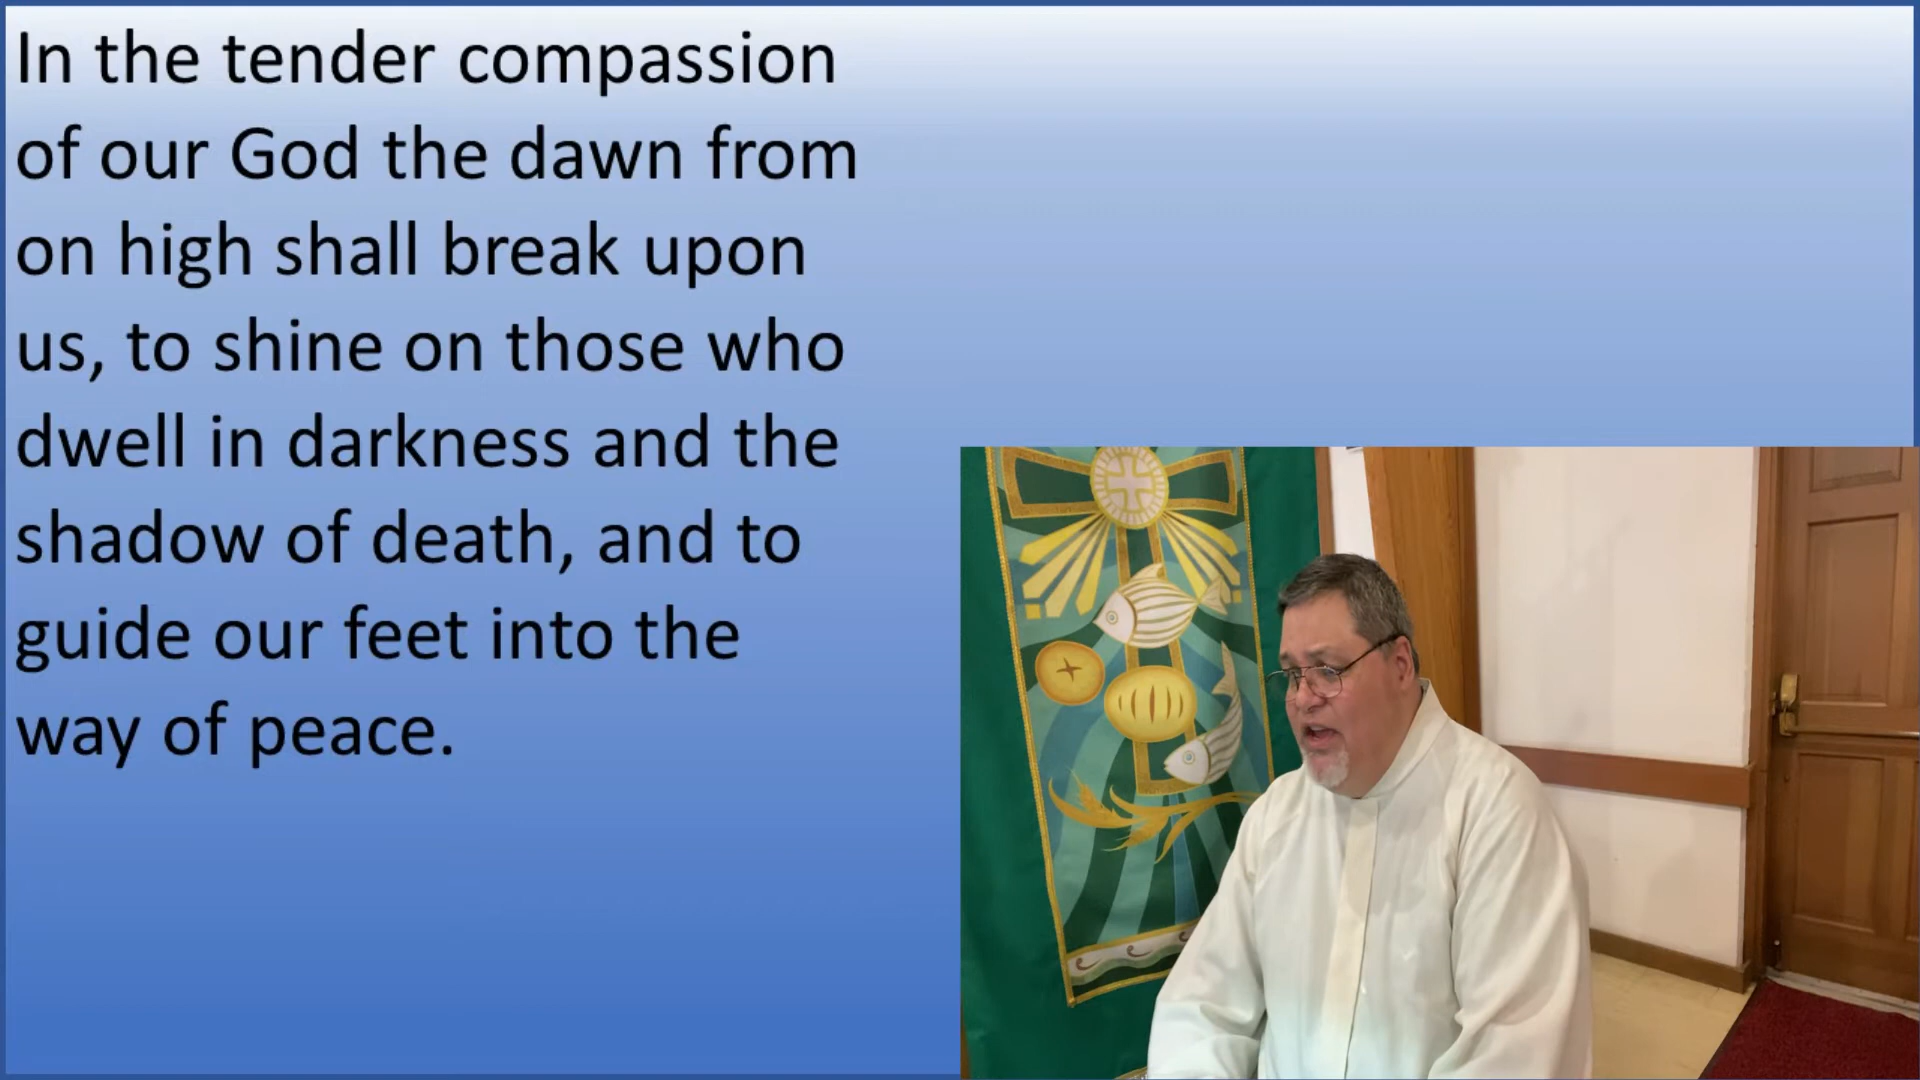 In the tender compassion
of our God the dawn from
on high shall break upon
us, to shine on those who
dwell in darkness and the
shadow of death, and to
guide our feet into the
way of peace.